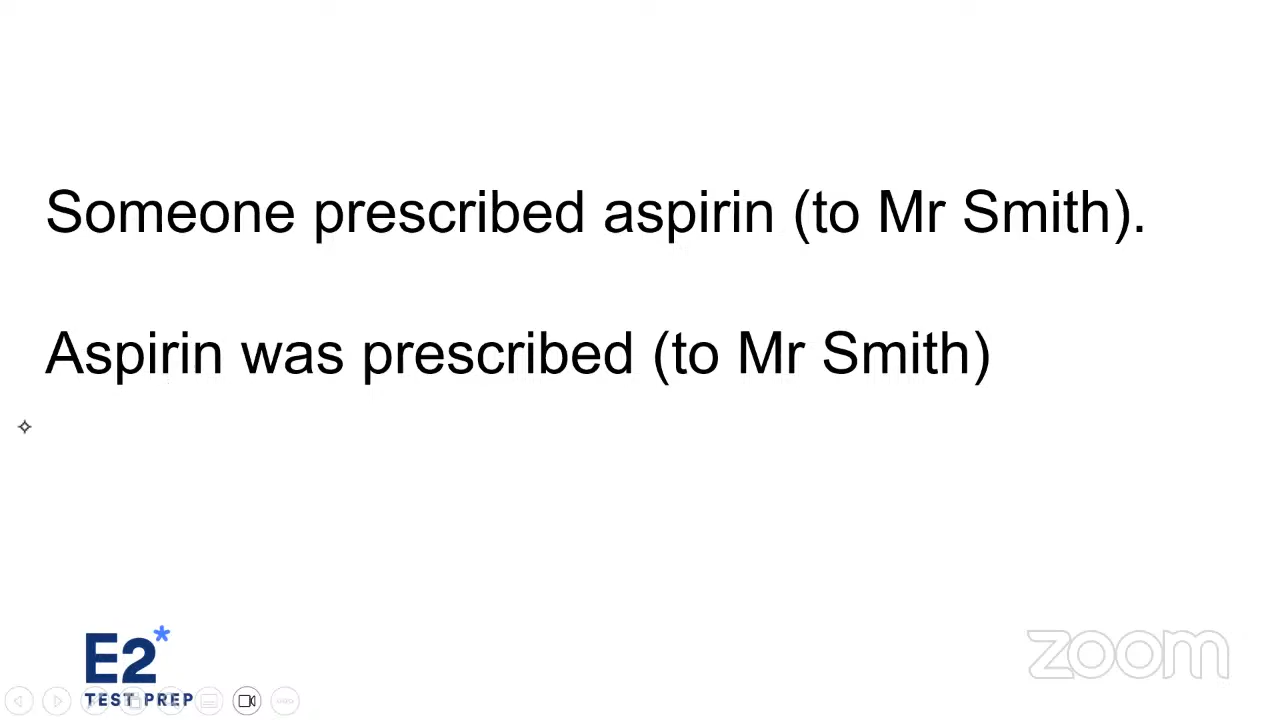 Someone prescribed aspirin (to Mr Smith).
Aspirin was prescribed (to Mr Smith)
E2*
TEST PREP
zoom